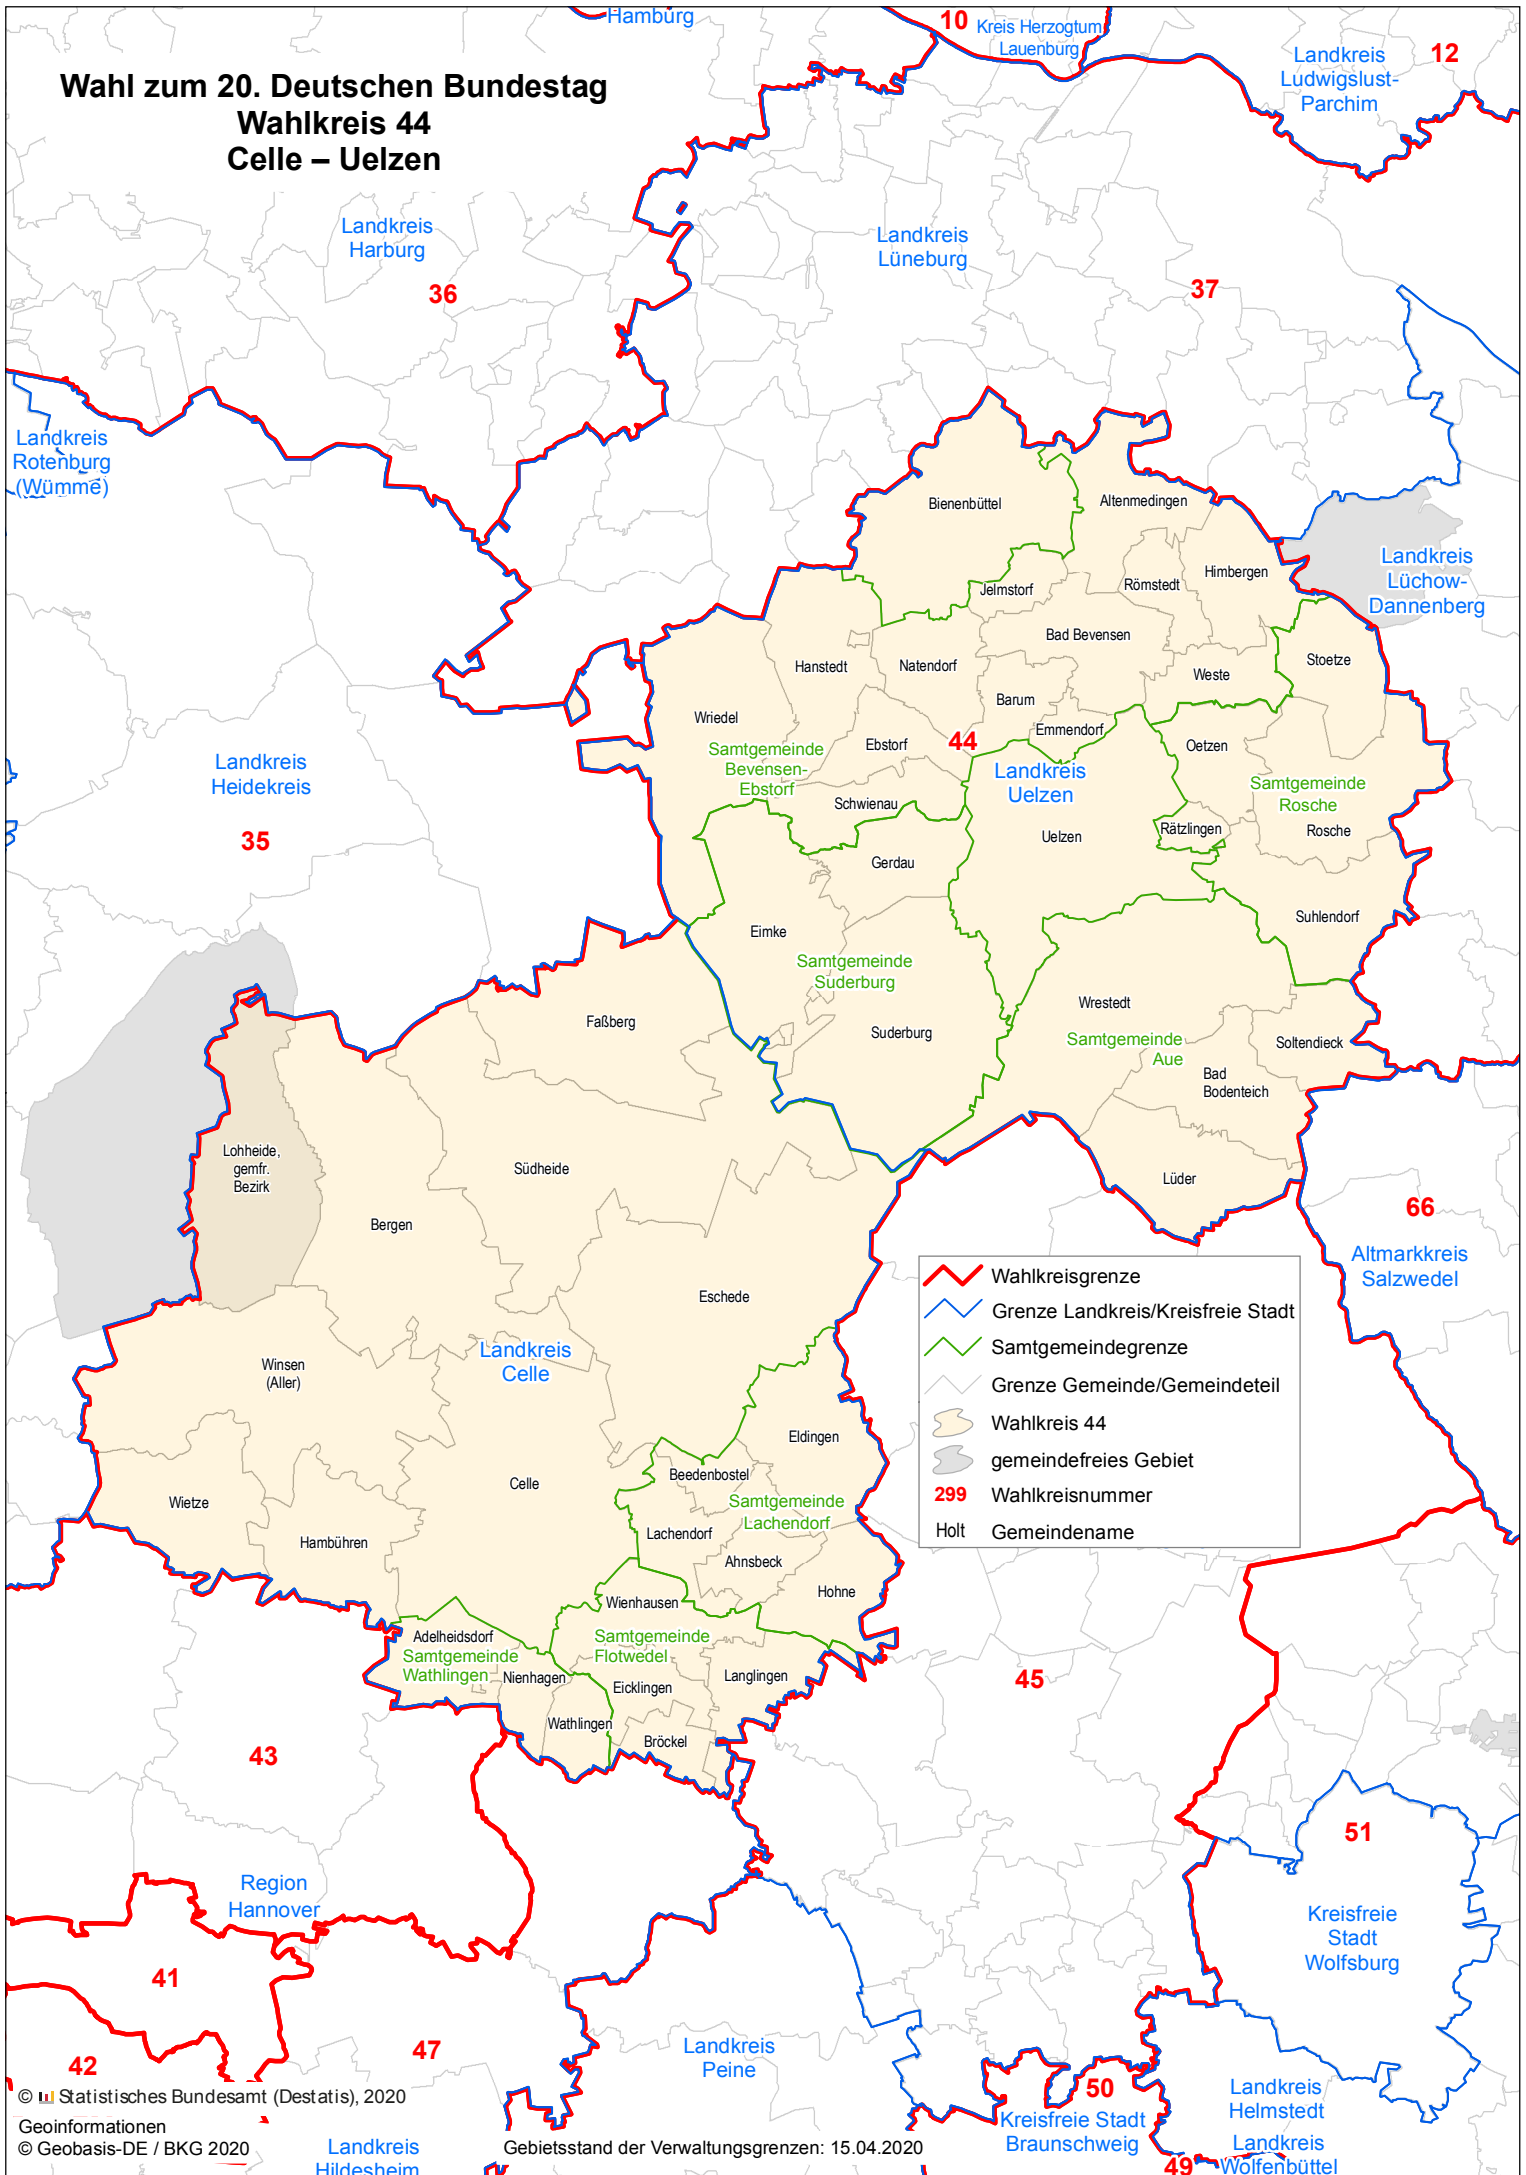 Wahl zum 20. Deutschen Bundestag
Wahlkreis 44
Celle – Uelzen
Hamburg
10
Kreis Herzogtum
Lauenburg
Landkreis
Ludwigslust-
Parchim
12
Landkreis
Harburg
36
Landkreis
Lüneburg
37
Landkreis
Rotenburg
(Wümme)
Landkreis
Lüchow-
Dannenberg
Bienenbüttel
Altenmedingen
Himbergen
Römstedt
Jelmstorf
Bad Bevensen
Hanstedt
Natendorf
Stoetze
Weste
Barum
Wriedel
Emmendorf
Ebstorf
44
Oetzen
Samtgemeinde
Bevensen-
Ebstorf
Landkreis
Uelzen
Samtgemeinde
Rosche
Schwienau
Rätzlingen
Rosche
Uelzen
Gerdau
Landkreis
Heidekreis
35
Suhlendorf
Eimke
Samtgemeinde
Suderburg
Suderburg
Wrestedt
Samtgemeinde
Aue
Soltendieck
Bad
Bodenteich
Lüder
Faßberg
Lohheide,
gemfr.
Bezirk
Südheide
Bergen
Eschede
66
Altmarkkreis
Salzwedel
Landkreis
Celle
Winsen
(Aller)
Eldingen
Beedenbostel
Celle
Samtgemeinde
Lachendorf
Wietze
Lachendorf
Hambühren
Ahnsbeck
Hohne
Wienhausen
Adelheidsdorf
Samtgemeinde
Wathlingen
Samtgemeinde
Flotwedel
Nienhagen
Langlingen
Eicklingen
Wathlingen
Bröckel
Wahlkreisgrenze
Grenze Landkreis/Kreisfreie Stadt
Samtgemeindegrenze
Grenze Gemeinde/Gemeindeteil
Wahlkreis 44
gemeindefreies Gebiet
299 Wahlkreisnummer
Holt Gemeindename
45
43
51
Region
Hannover
Kreisfreie
Stadt
Wolfsburg
41
42
47
Landkreis
Peine
50
Kreisfreie Stadt
Braunschweig
Landkreis
Helmstedt
49
Landkreis
Wolfenbüttel
Landkreis
Hildesheim
© Statistisches Bundesamt (Destatis), 2020
Geoinformationen
© Geobasis-DE / BKG 2020
Gebietsstand der Verwaltungsgrenzen: 15.04.2020